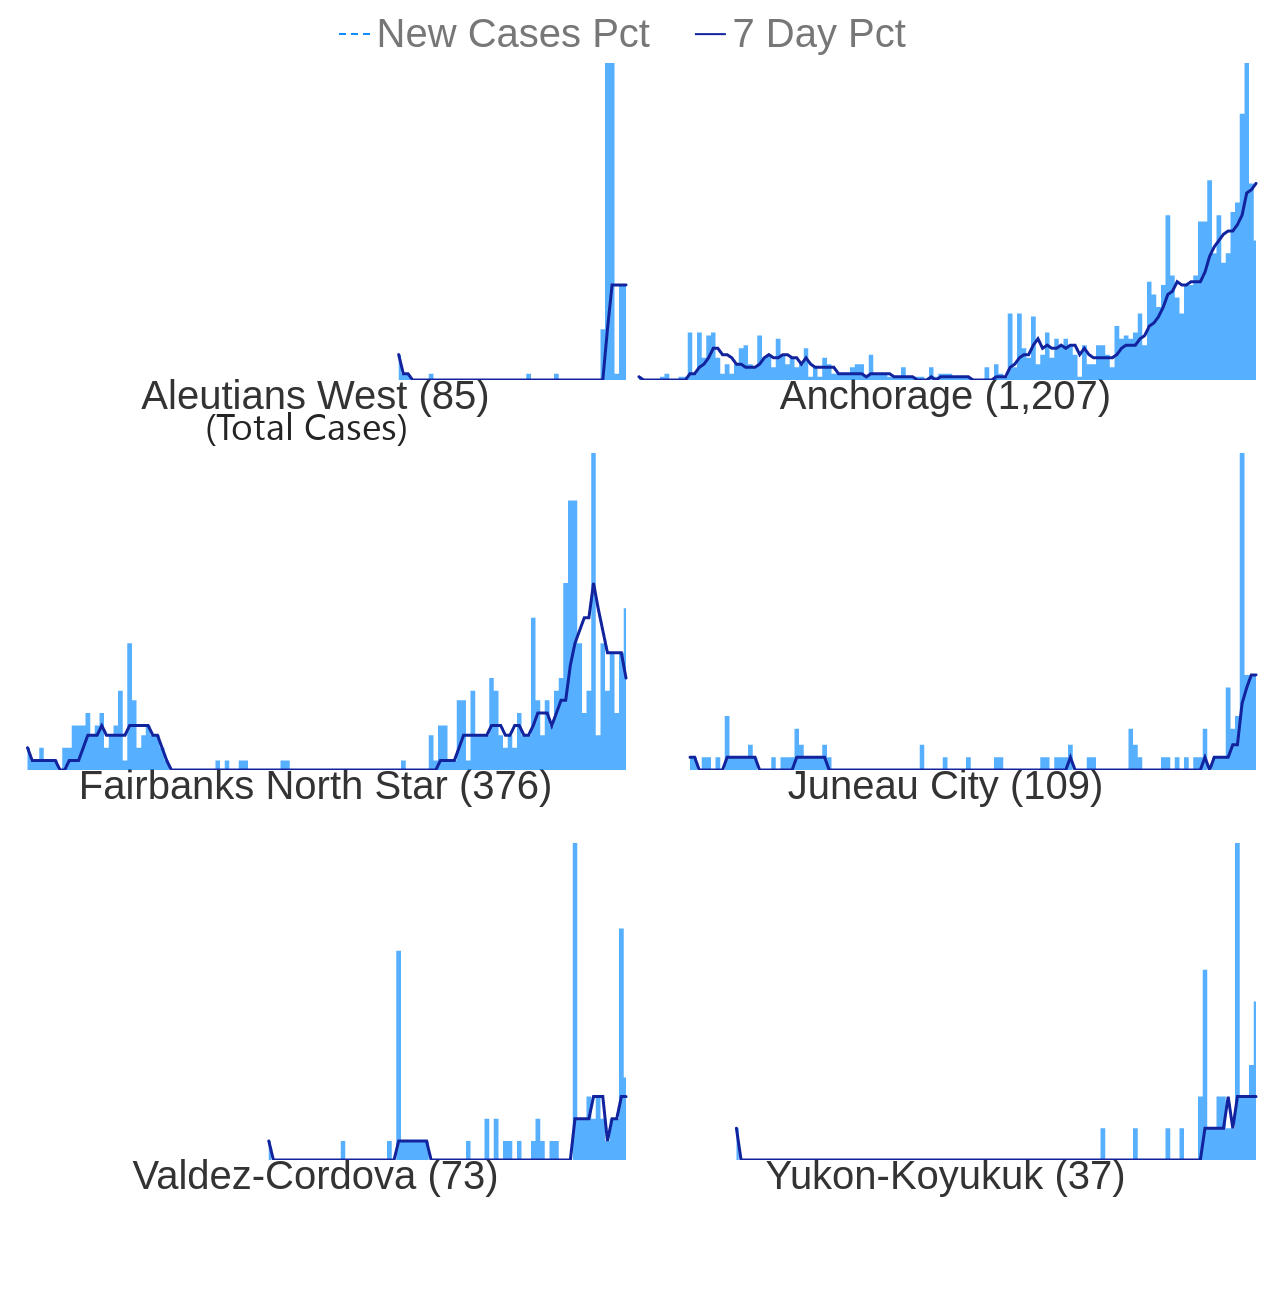 New Cases Pct 7 Day Pct
Aleutians West (85)
(Total Cases)
Anchorage (1,207)
Fairbanks North Star (376)
Juneau City (109)
Valdez-Cordova (73)
Yukon-Koyukuk (37)